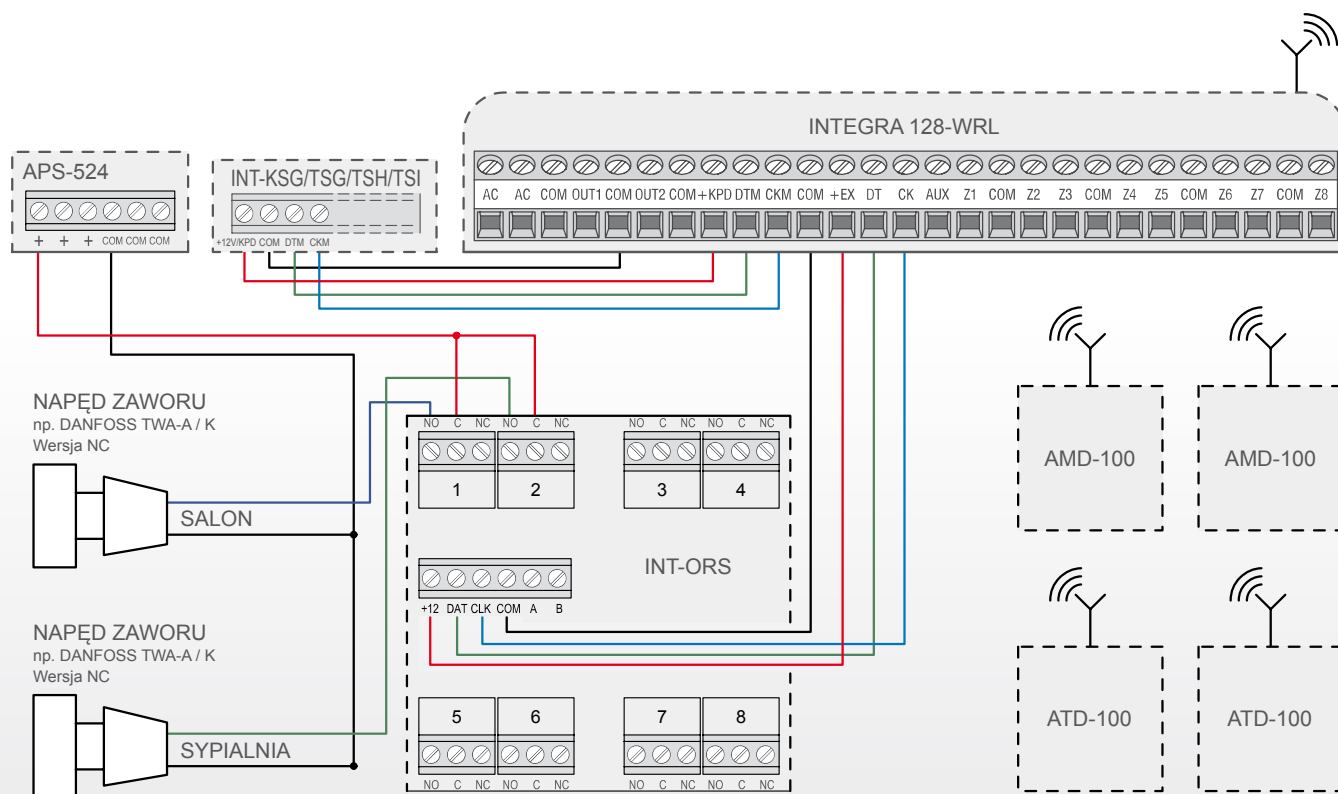 INTEGRA 128-WRL
AC AC COM OUT1 COM OUT2 COM +KPD DTM CKM COM +EX DT CK AUX Z1 COM Z2 Z3 COM Z4 Z5 COM Z6 Z7 COM Z8
APS-524
+ + + COM COM COM
INT-KSG/TSG/TSH/TSI
+12V/KPD COM DTM CKM
NAPĘD ZAWORU
np. DANFOSS TWA-A / K
Wersja NC
SALON
NO C NC NO C NC NO C NC NO C NC
1 2 3 4
INT-ORS
+12 DAT CLK COM A B
AMD-100
AMD-100
NAPĘD ZAWORU
np. DANFOSS TWA-A / K
Wersja NC
SYPIALNIA
5 6 7 8
NO C NC NO C NC NO C NC NO C NC
ATD-100
ATD-100